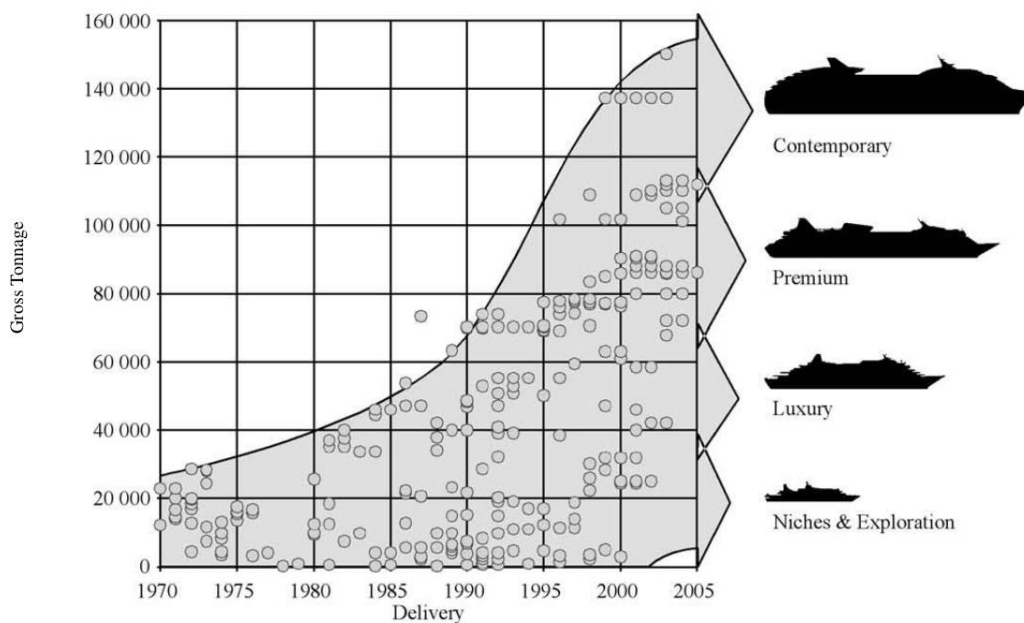 Gross Tonnage
160 000
140 000
120 000
100 000
80 000
60 000
40 000
20 000
0
1970 1975 1980 1985 1990 1995 2000 2005
Delivery
Contemporary
Premium
Luxury
Niches & Exploration